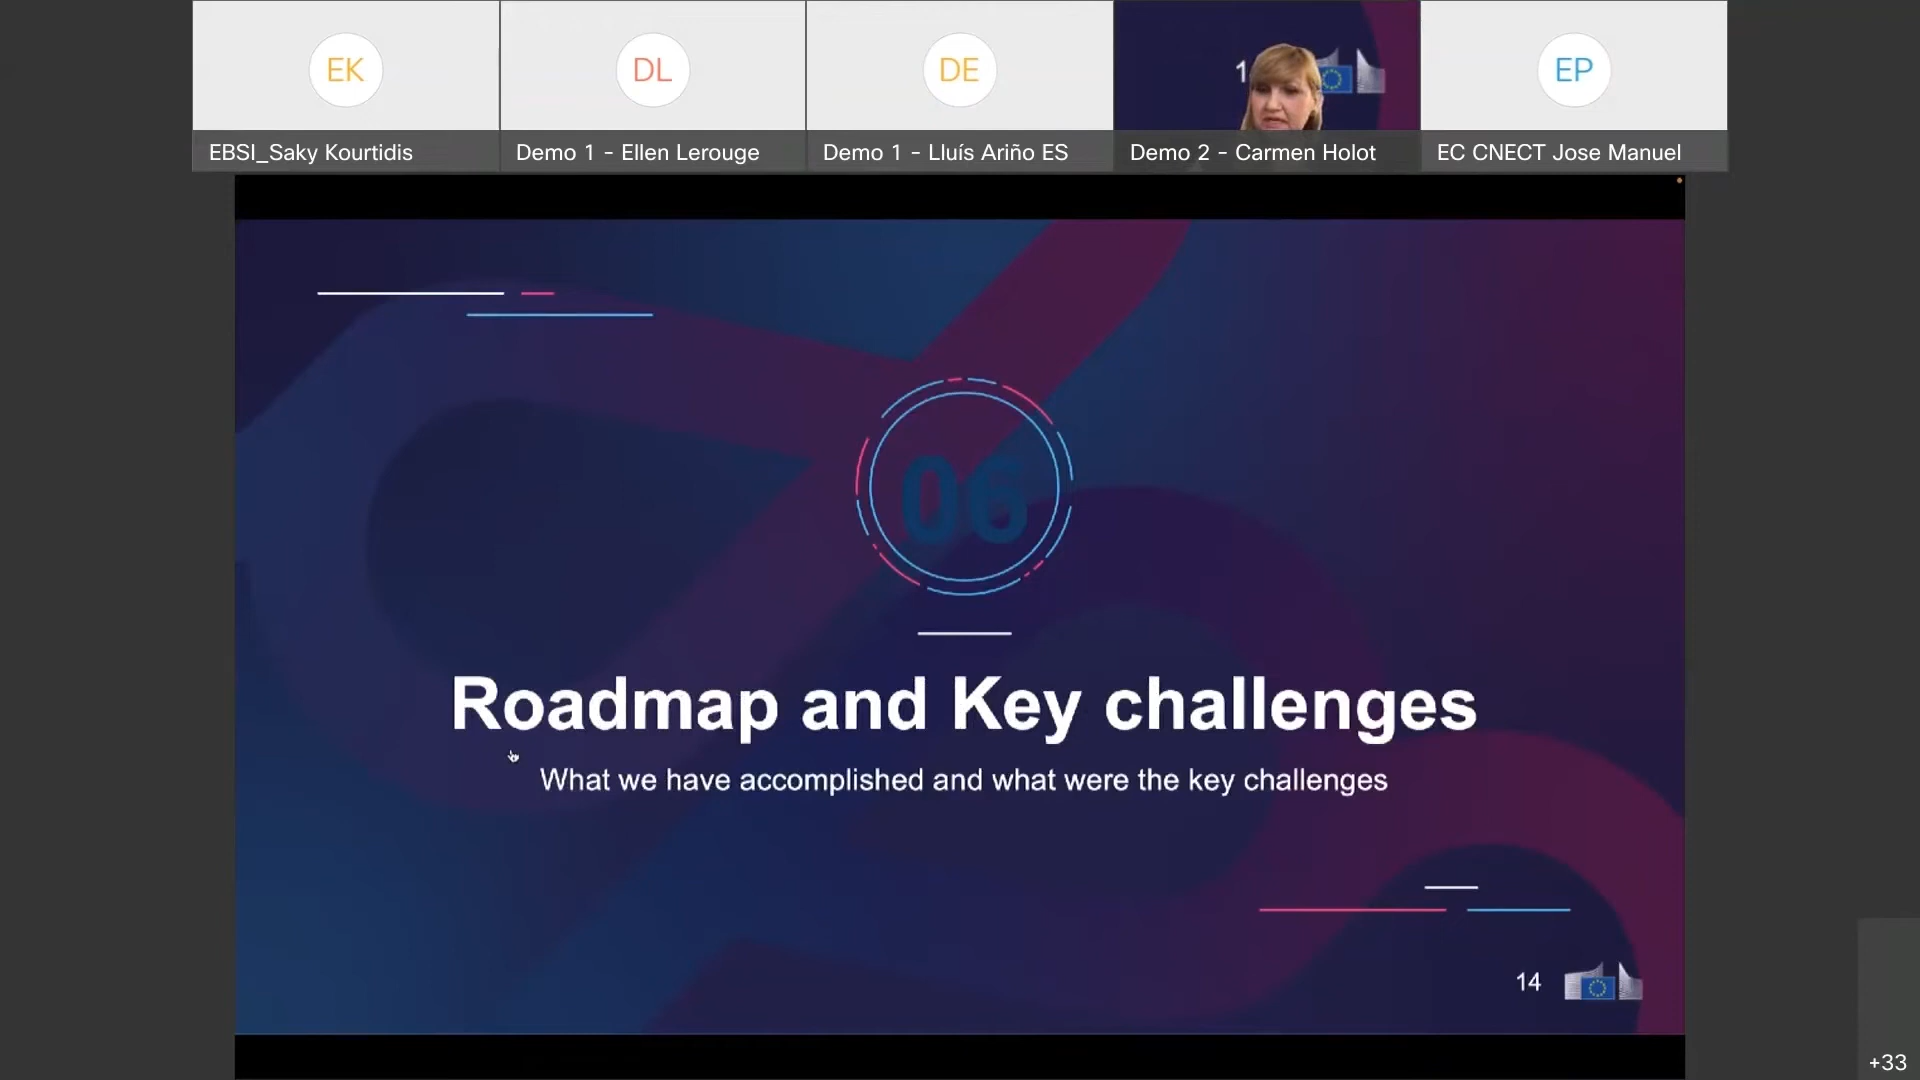 EK
DL
DE
1
EP
EBSI_Saky Kourtidis
Demo 1 - Ellen Lerouge
Demo 1 - Lluís Ariño ES
Demo 2 - Carmen Holot
EC CNECT Jose Manuel
06
Roadmap and Key challenges
What we have accomplished and what were the key challenges
14
+33